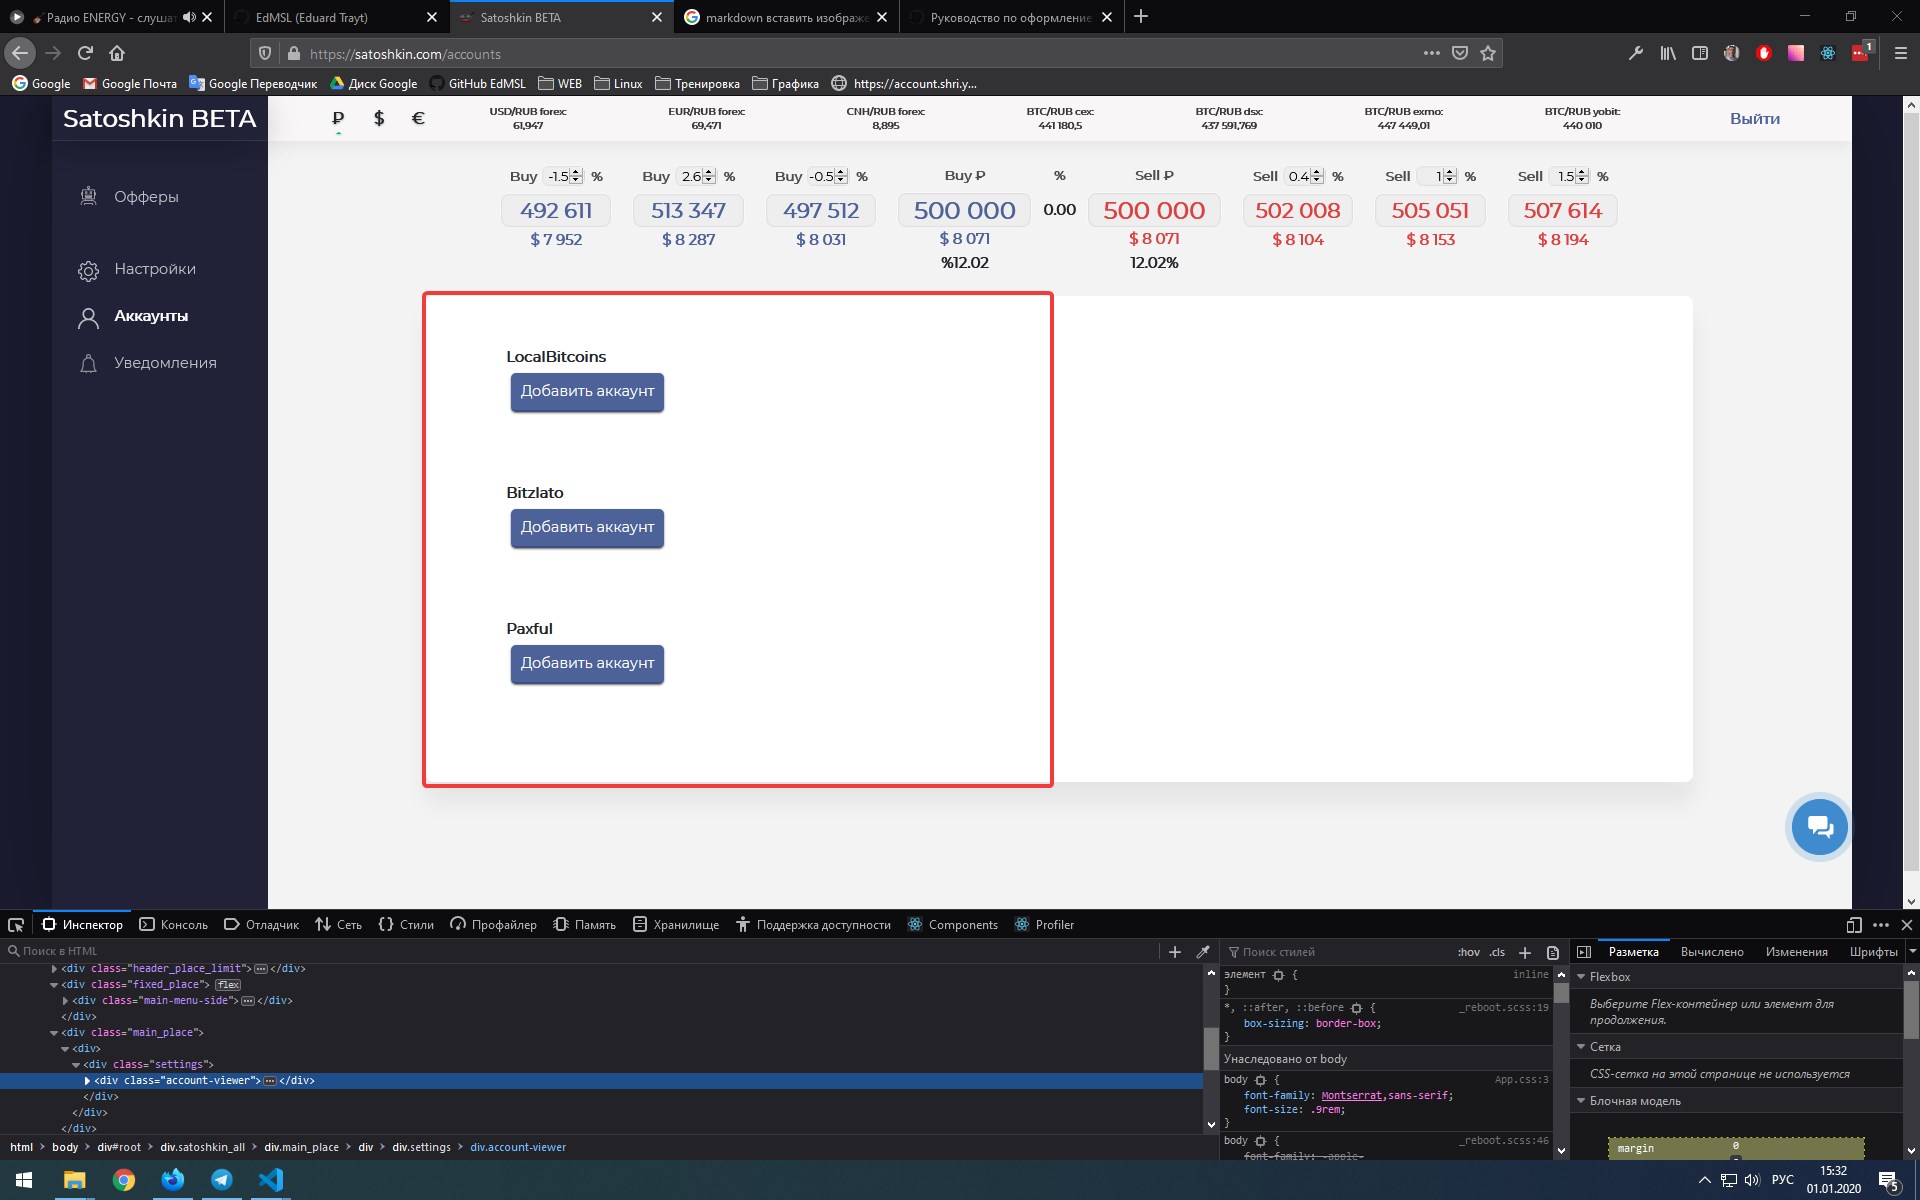 Радио ENERGY - слушат
EdMSL (Eduard Trayt)
Satoshkin BETA
markdown вставить изображе
Руководство по оформление
https://satoshkin.com/accounts
1
Google
Google Почта
Google Переводчик
Диск Google
GitHub EdMSL
WEB
Linux
Тренировка
Графика
https://account.shri.y...
Satoshkin BETA
₽ $ €
USD/RUB forex:
61,947
EUR/RUB forex:
69,471
CNH/RUB forex:
8,895
BTC/RUB cex:
441 180,5
BTC/RUB dsx:
437 591,769
BTC/RUB exmo:
447 449,01
BTC/RUB yobit:
440 010
Выйти
Офферы
Настройки
Аккаунты
Уведомления
Buy -1.5 %
492 611
$ 7 952
Buy 2.6 %
513 347
$ 8 287
Buy -0.5 %
497 512
$ 8 031
Buy ₽
500 000
$ 8 071
%12.02
%
0.00
Sell ₽
500 000
$ 8 071
12.02%
Sell 0.4 %
502 008
$ 8 104
Sell 1 %
505 051
$ 8 153
Sell 1.5 %
507 614
$ 8 194
LocalBitcoins
Добавить аккаунт
Bitzlato
Добавить аккаунт
Paxful
Добавить аккаунт
Инспектор
Консоль
Отладчик
Сеть
Стили
Профайлер
Память
Хранилище
Поддержка доступности
Components
Profiler
Поиск в HTML
<div class="header_place_limit"></div>
<div class="fixed_place"> flex
<div class="main-menu-side"></div>
</div>
<div class="main_place">
<div>
<div class="settings">
<div class="account-viewer"></div>
</div>
</div>
</div>
html > body > div#root > div.satoshkin_all > div.main_place > div > div.settings > div.account-viewer
Поиск стилей
:hov .cls
элемент { inline
}
*, ::after, ::before { _reboot.scss:19
box-sizing: border-box;
}
Унаследовано от body
body { App.css:3
font-family: Montserrat,sans-serif;
font-size: .9rem;
}
body { _reboot.scss:46
font-family: -apple-
Разметка
Вычислено
Изменения
Шрифты
Flexbox
Выберите Flex-контейнер или элемент для
продолжения.
Сетка
CSS-сетка на этой странице не используется
Блочная модель
margin
0
РУС
15:32
01.01.2020
5